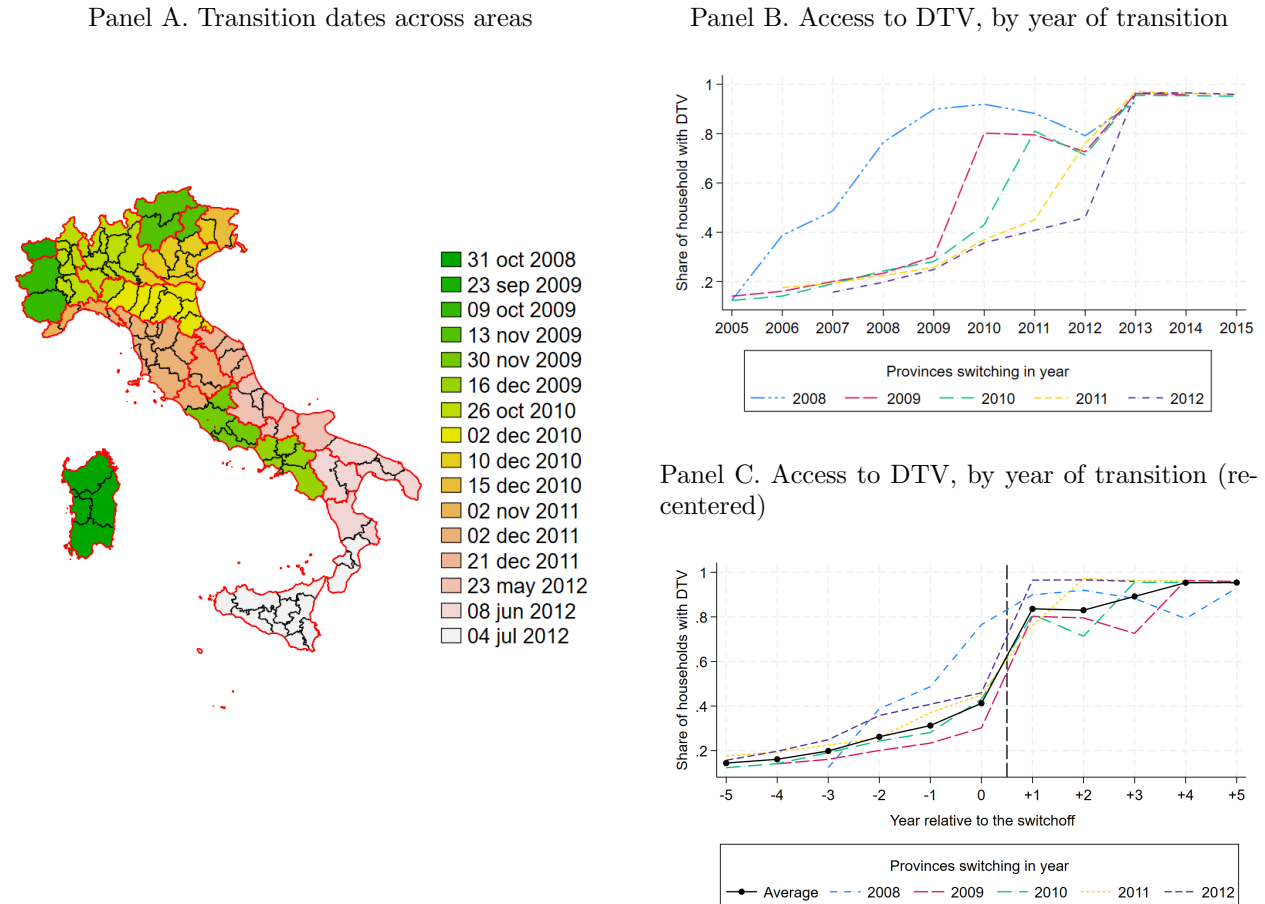 Panel A. Transition dates across areas
31 oct 2008
23 sep 2009
09 oct 2009
13 nov 2009
30 nov 2009
16 dec 2009
26 oct 2010
02 dec 2010
10 dec 2010
15 dec 2010
02 nov 2011
02 dec 2011
21 dec 2011
23 may 2012
08 jun 2012
04 jul 2012
Panel B. Access to DTV, by year of transition
Share of household with DTV
1
.8
.6
.4
.2
2005 2006 2007 2008 2009 2010 2011 2012 2013 2014 2015
Provinces switching in year
2008 2009 2010 2011 2012
Panel C. Access to DTV, by year of transition (re-
centered)
Share of households with DTV
1
.8
.6
.4
.2
-5 -4 -3 -2 -1 0 +1 +2 +3 +4 +5
Year relative to the switchoff
Provinces switching in year
Average 2008 2009 2010 2011 2012